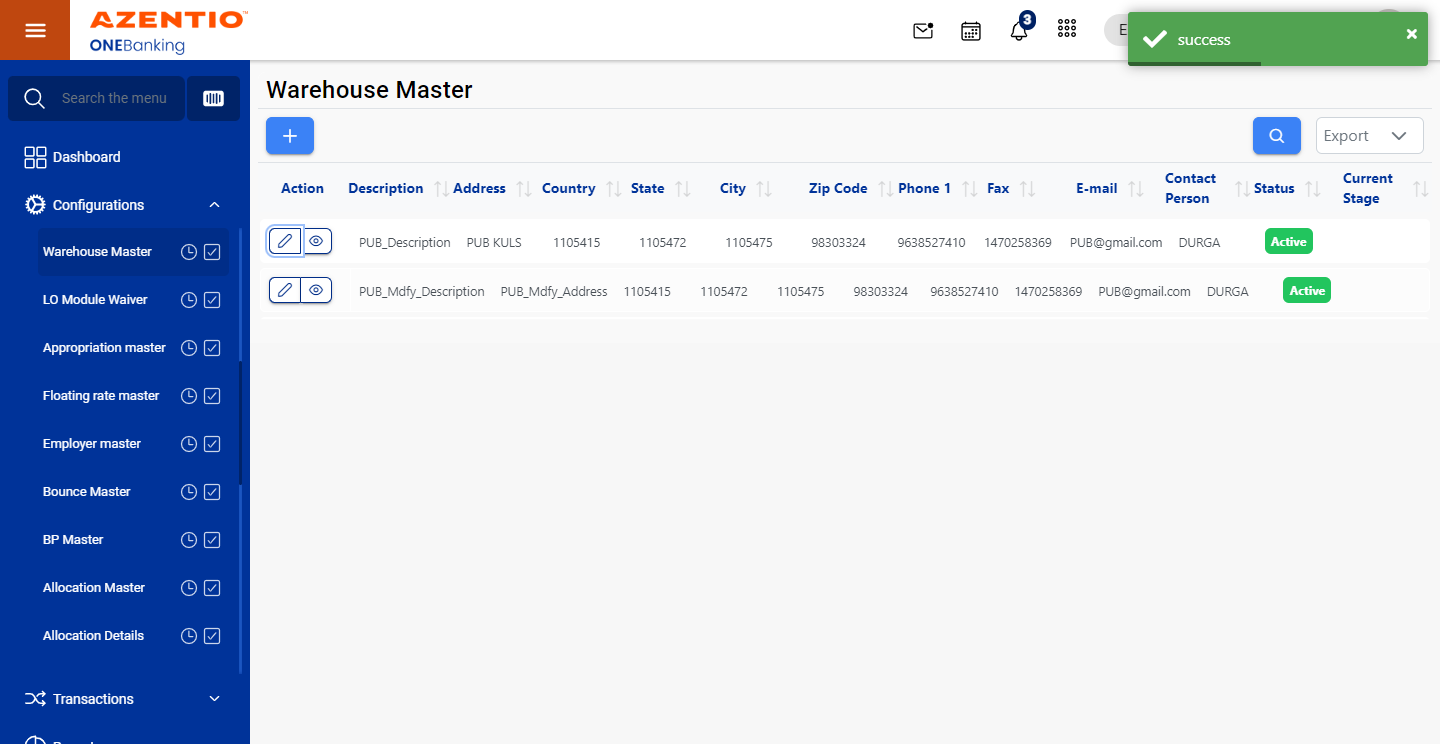 AZENTIO™
ONEBanking
3
E
success
Search the menu
Dashboard
Configurations
Warehouse Master
LO Module Waiver
Appropriation master
Floating rate master
Employer master
Bounce Master
BP Master
Allocation Master
Allocation Details
Transactions
Warehouse Master
Export
Action Description Address Country State City Zip Code Phone 1 Fax E-mail Contact Person Status Current Stage
PUB_Description PUB KULS 1105415 1105472 1105475 98303324 9638527410 1470258369 PUB@gmail.com DURGA Active
PUB_Mdfy_Description PUB_Mdfy_Address 1105415 1105472 1105475 98303324 9638527410 1470258369 PUB@gmail.com DURGA Active